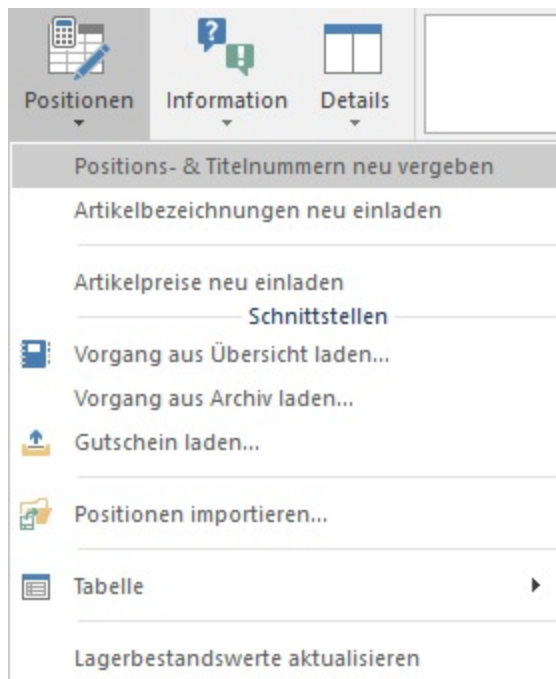 Positionen Information Details
Positions- & Titelnummern neu vergeben
Artikelbezeichnungen neu einladen
Artikelpreise neu einladen
Schnittstellen
Vorgang aus Übersicht laden...
Vorgang aus Archiv laden...
Gutschein laden...
Positionen importieren...
Tabelle
Lagerbestandswerte aktualisieren